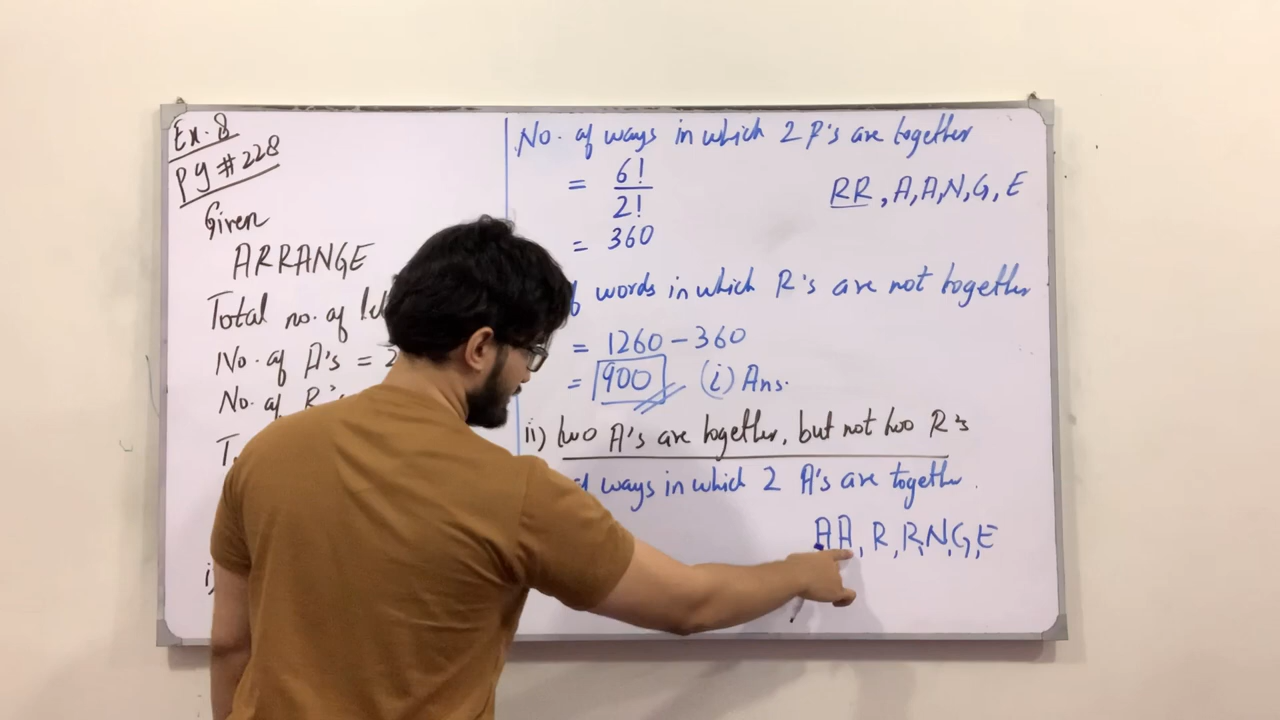 Ex. 8
Pg # 228
Given
ARRANGE
Total no. of
No. of A's = 2
No. of R's
i)
No. of ways in which 2 R's are together
= 6!
2!
RR, A, A, N, G, E
= 360
words in which R's are not together
= 1260 - 360
= 900 (i) Ans.
ii) two A's are together, but not two R's
ways in which 2 A's are together.
AA, R, R, N, G, E